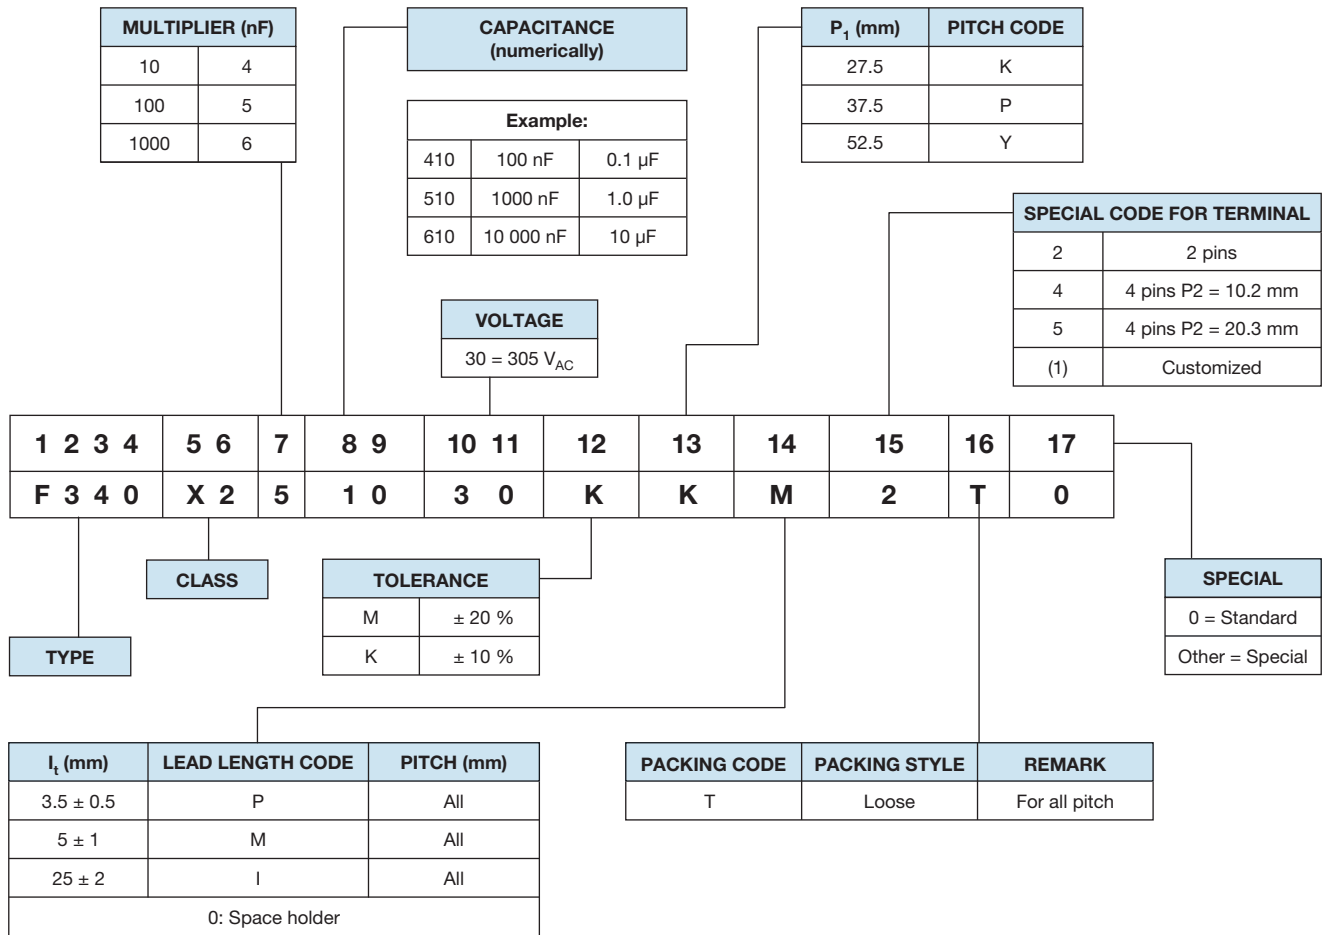 MULTIPLIER (nF)
10 4
100 5
1000 6
CAPACITANCE
(numerically)
Example:
410 100 nF 0.1 µF
510 1000 nF 1.0 µF
610 10 000 nF 10 µF
P1 (mm) PITCH CODE
27.5 K
37.5 P
52.5 Y
SPECIAL CODE FOR TERMINAL
2 2 pins
4 4 pins P2 = 10.2 mm
5 4 pins P2 = 20.3 mm
(1) Customized
VOLTAGE
30 = 305 VAC
1 2 3 4 5 6 7 8 9 10 11 12 13 14 15 16 17
F 3 4 0 X 2 5 1 0 3 0 K K M 2 T 0
TYPE
CLASS
TOLERANCE
M ± 20 %
K ± 10 %
SPECIAL
0 = Standard
Other = Special
It (mm) LEAD LENGTH CODE PITCH (mm)
3.5 ± 0.5 P All
5 ± 1 M All
25 ± 2 I All
0: Space holder
PACKING CODE PACKING STYLE REMARK
T Loose For all pitch